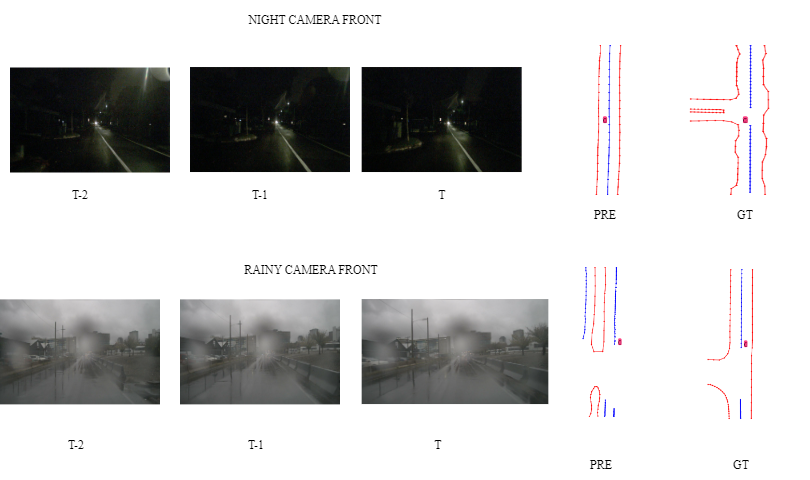 NIGHT CAMERA FRONT
T-2
T-1
T
PRE
GT
RAINY CAMERA FRONT
T-2
T-1
T
PRE
GT